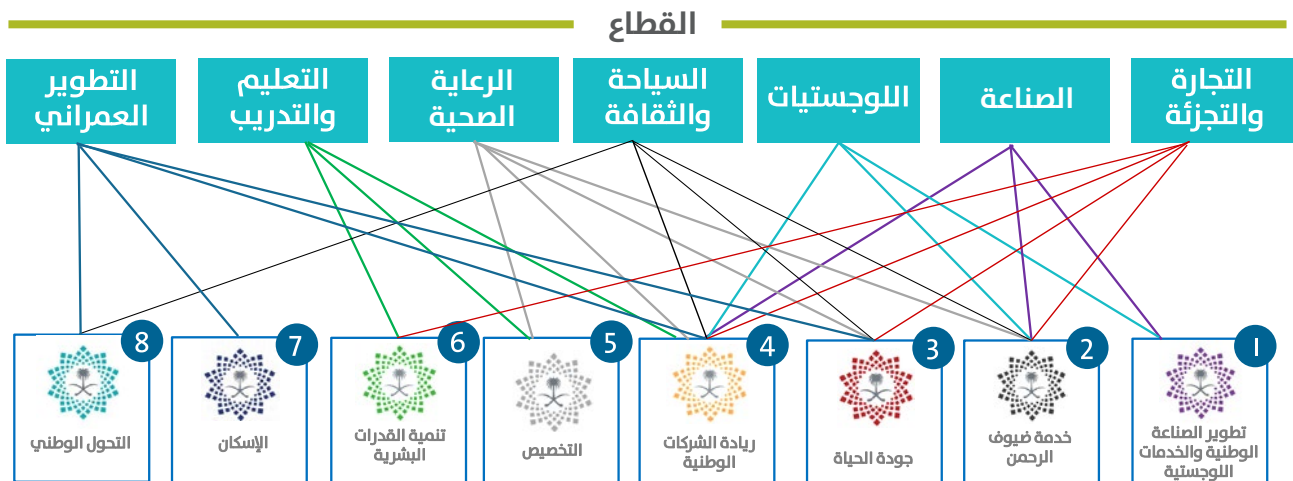 القطاع
التجارة
والتجزئة
الصناعة
اللوجستيات
السياحة
والثقافة
الرعاية
الصحية
التعليم
والتدريب
التطوير
العمراني
1
تطوير الصناعة
الوطنية والخدمات
اللوجستية
2
خدمة ضيوف
الرحمن
3
جودة الحياة
4
ريادة الشركات
الوطنية
5
التخصيص
6
تنمية القدرات
البشرية
7
الإسكان
8
التحول الوطني